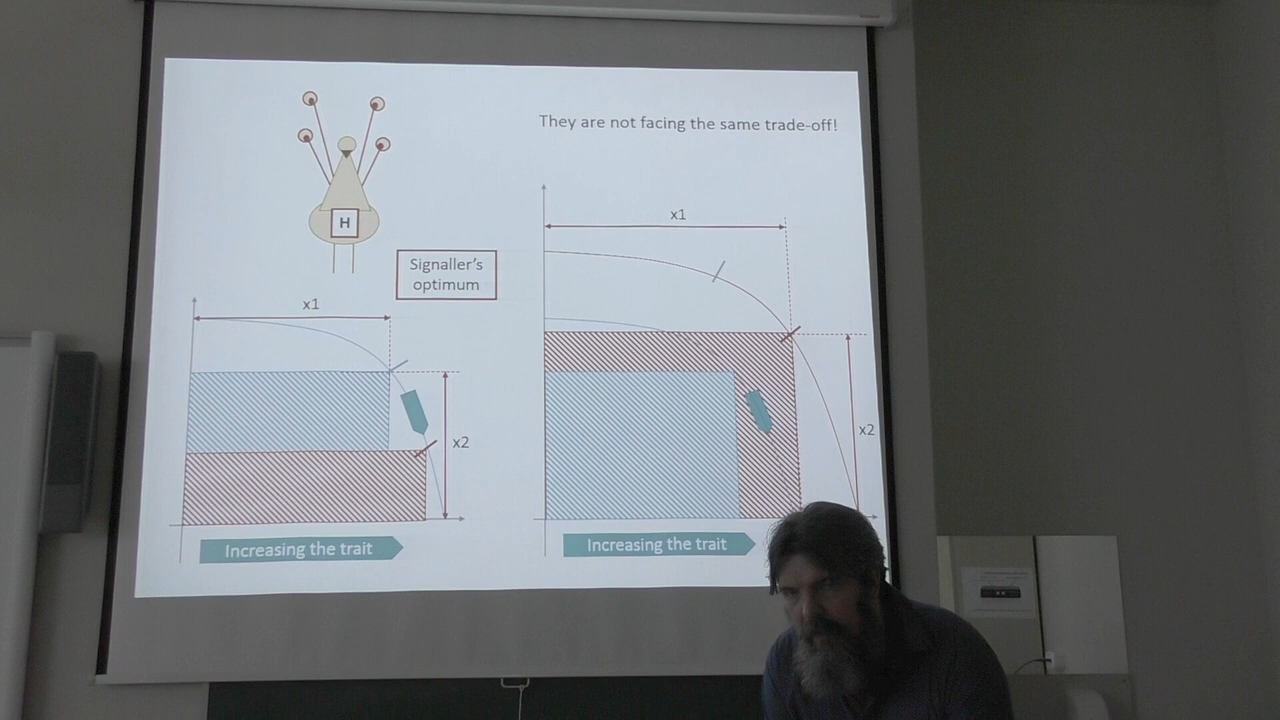 They are not facing the same trade-off!
H
Signaller's
optimum
x1
x2
Increasing the trait
x1
x2
Increasing the trait